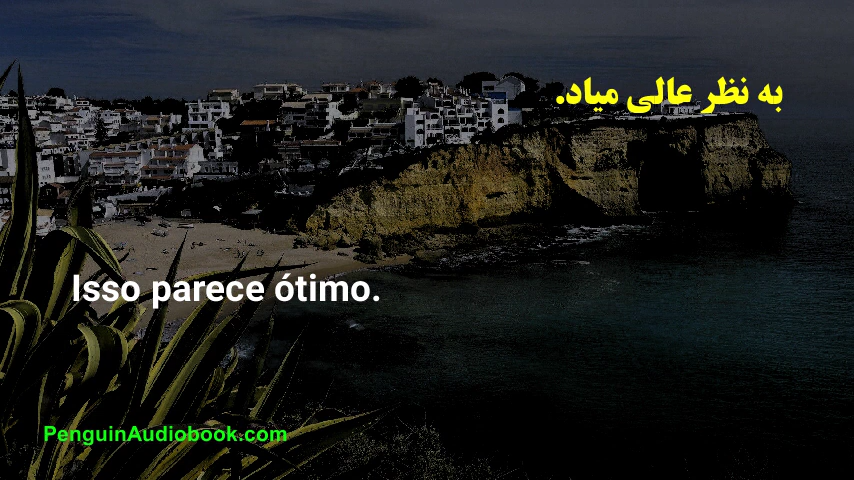 به نظر عالی میاد.
Isso parece ótimo.
PenguinAudiobook.com